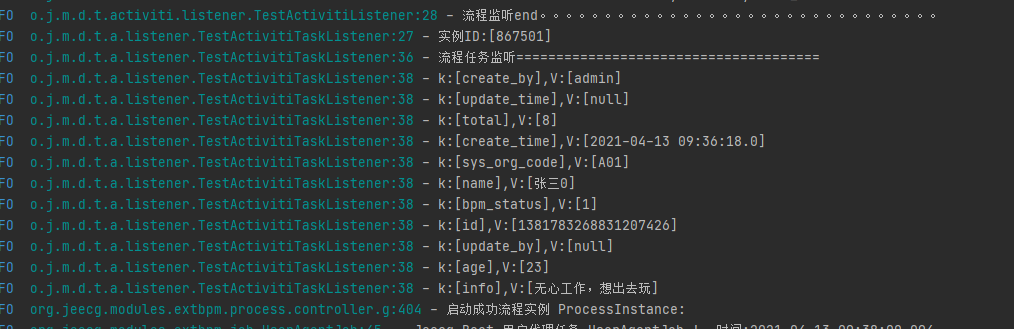 FO o.j.m.d.t.activiti.listener.TestActivitiListener:28 - 流程监听end。。。。。。。。。。。。。。。。。。。。。。。。。。。。。
FO o.j.m.d.t.a.listener.TestActivitiTaskListener:27 - 实例ID:[867501]
FO o.j.m.d.t.a.listener.TestActivitiTaskListener:36 - 流程任务监听======================================
FO o.j.m.d.t.a.listener.TestActivitiTaskListener:38 - k:[create_by],V:[admin]
FO o.j.m.d.t.a.listener.TestActivitiTaskListener:38 - k:[update_time],V:[null]
FO o.j.m.d.t.a.listener.TestActivitiTaskListener:38 - k:[total],V:[8]
FO o.j.m.d.t.a.listener.TestActivitiTaskListener:38 - k:[create_time],V:[2021-04-13 09:36:18.0]
FO o.j.m.d.t.a.listener.TestActivitiTaskListener:38 - k:[sys_org_code],V:[A01]
FO o.j.m.d.t.a.listener.TestActivitiTaskListener:38 - k:[name],V:[张三0]
FO o.j.m.d.t.a.listener.TestActivitiTaskListener:38 - k:[bpm_status],V:[1]
FO o.j.m.d.t.a.listener.TestActivitiTaskListener:38 - k:[id],V:[1381783268831207426]
FO o.j.m.d.t.a.listener.TestActivitiTaskListener:38 - k:[update_by],V:[null]
FO o.j.m.d.t.a.listener.TestActivitiTaskListener:38 - k:[age],V:[23]
FO o.j.m.d.t.a.listener.TestActivitiTaskListener:38 - k:[info],V:[无心工作，想出去玩]
FO org.jeecg.modules.extbpm.process.controller.g:404 - 启动成功流程实例 ProcessInstance: